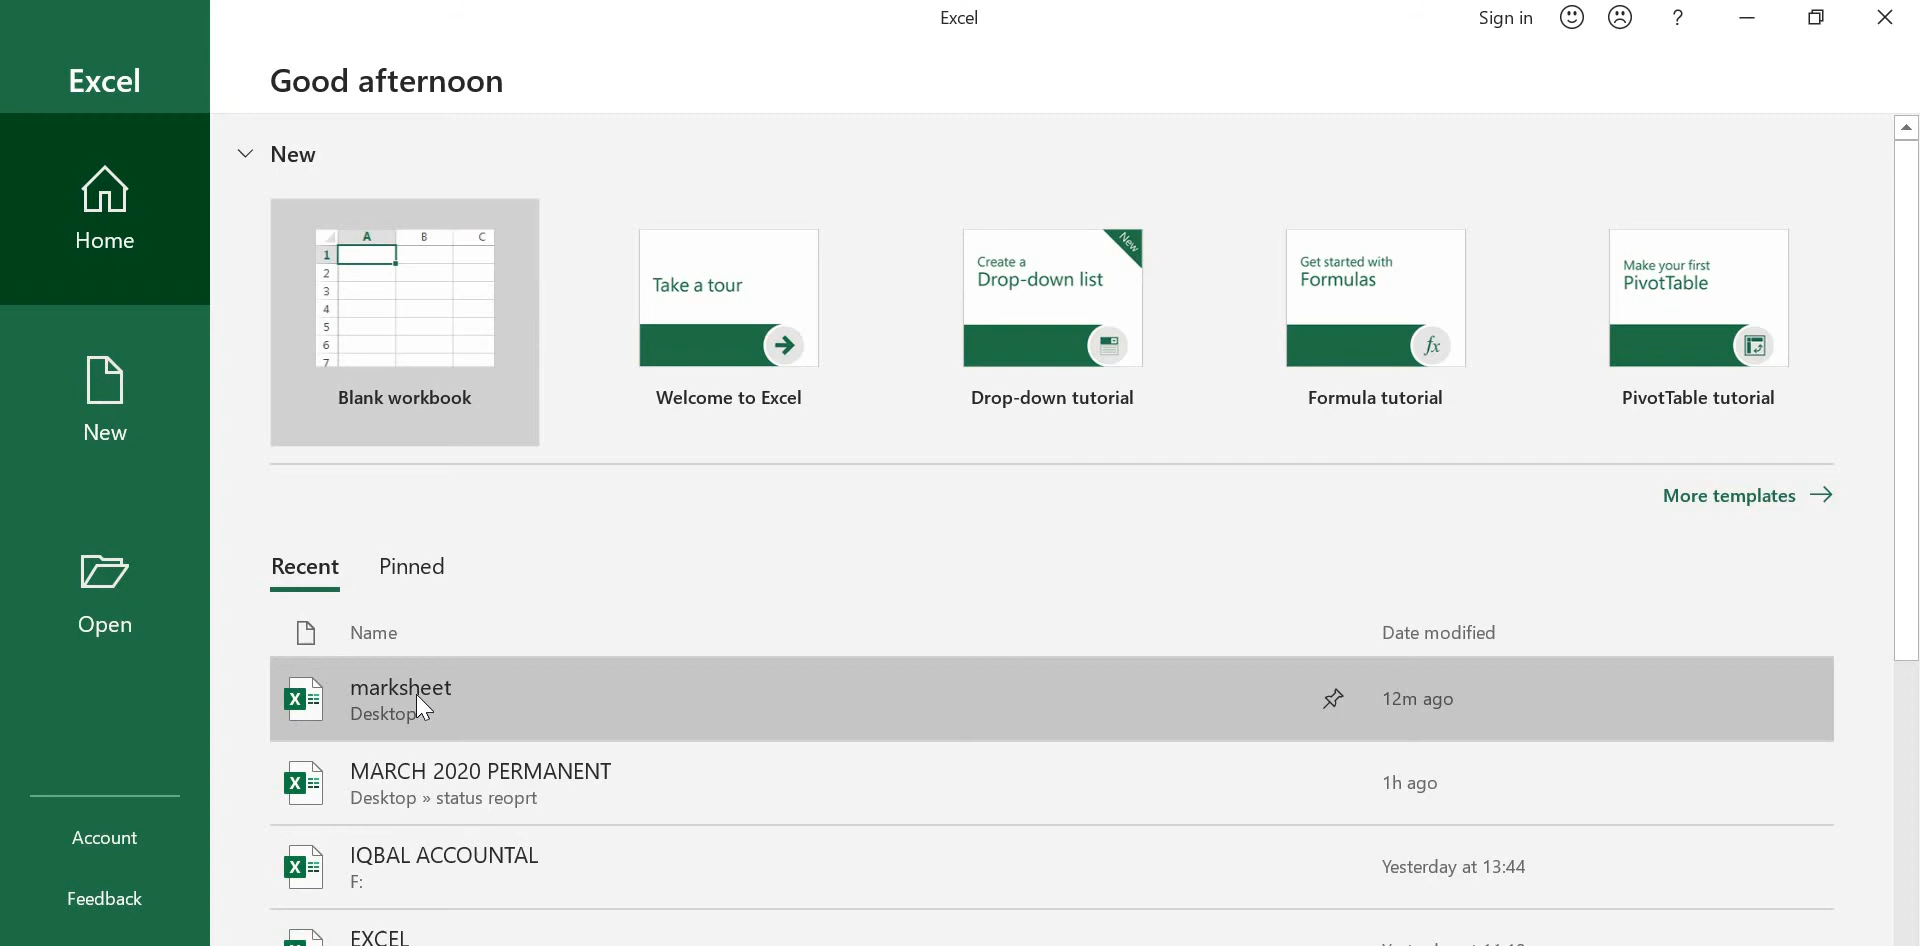 Excel
Sign in
?
Excel
Good afternoon
Home
New
Open
Account
Feedback
New
A B C
1
2
3
4
5
6
7
Blank workbook
Take a tour
Welcome to Excel
New
Create a
Drop-down list
Drop-down tutorial
Get started with
Formulas
fx
Formula tutorial
Make your first
PivotTable
PivotTable tutorial
More templates
Recent Pinned
Name Date modified
marksheet
Desktop
12m ago
MARCH 2020 PERMANENT
Desktop » status reoprt
1h ago
IQBAL ACCOUNTAL
F:
Yesterday at 13:44
EXCEL